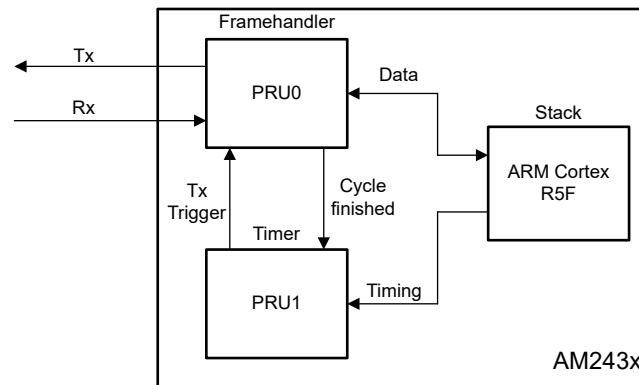 Framehandler
Tx
PRU0
Data
Rx
Stack
ARM Cortex
R5F
Tx
Trigger
Cycle
finished
Timer
PRU1
Timing
AM243x